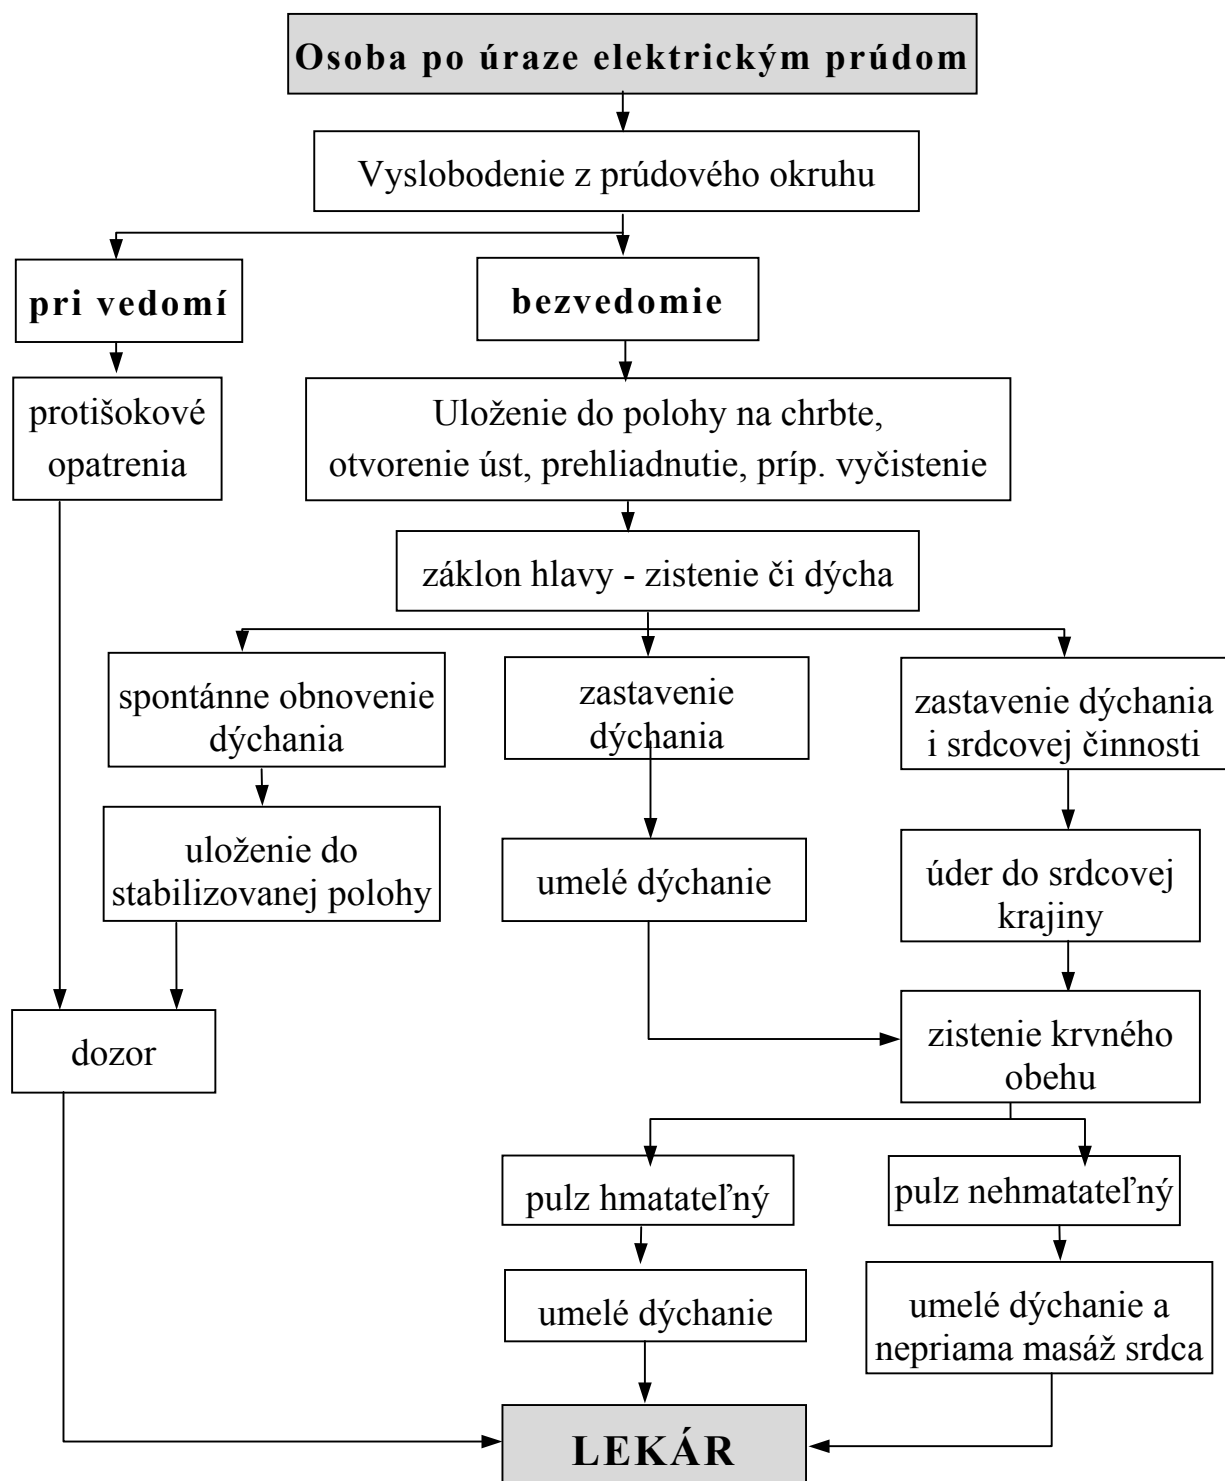 Osoba po úraze elektrickým prúdom
Vyslobodenie z prúdového okruhu
pri vedomí
bezvedomie
protišokové
opatrenia
Uloženie do polohy na chrbte,
otvorenie úst, prehliadnutie, príp. vyčistenie
záklon hlavy - zistenie či dýcha
spontánne obnovenie
dýchania
zastavenie
dýchania
zastavenie dýchania
i srdcovej činnosti
uloženie do
stabilizovanej polohy
umelé dýchanie
úder do srdcovej
krajiny
dozor
zistenie krvného
obehu
pulz hmatateľný
pulz nehmatateľný
umelé dýchanie
umelé dýchanie a
nepriama masáž srdca
LEKÁR